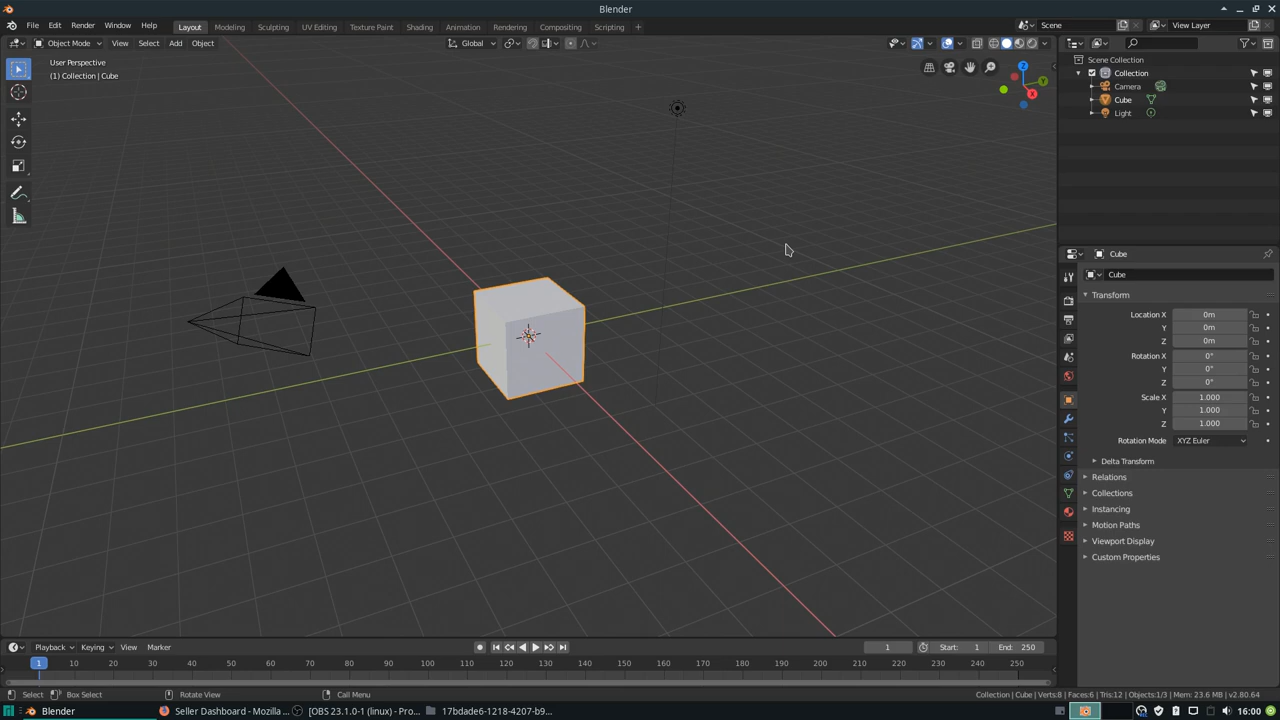 Blender
File Edit Render Window Help Layout Modeling Sculpting UV Editing Texture Paint Shading Animation Rendering Compositing Scripting + Scene View Layer
Object Mode View Select Add Object Global
User Perspective
(1) Collection | Cube
Z
Y
X
Scene Collection
Collection
Camera
Cube
Light
Cube
Cube
Transform
Location X 0m
Y 0m
Z 0m
Rotation X 0°
Y 0°
Z 0°
Scale X 1.000
Y 1.000
Z 1.000
Rotation Mode XYZ Euler
Delta Transform
Relations
Collections
Instancing
Motion Paths
Viewport Display
Custom Properties
Playback Keying View Marker 1 Start: 1 End: 250
1 10 20 30 40 50 60 70 80 90 100 110 120 130 140 150 160 170 180 190 200 210 220 230 240 250
Select Box Select Rotate View Call Menu Collection | Cube | Verts:8 | Faces:6 | Tris:12 | Objects:1/3 | Mem: 23.6 MB | v2.80.64
Blender Seller Dashboard - Mozilla ... [OBS 23.1.0-1 (linux) - Pro... 17bdade6-1218-4207-b9... 16:00